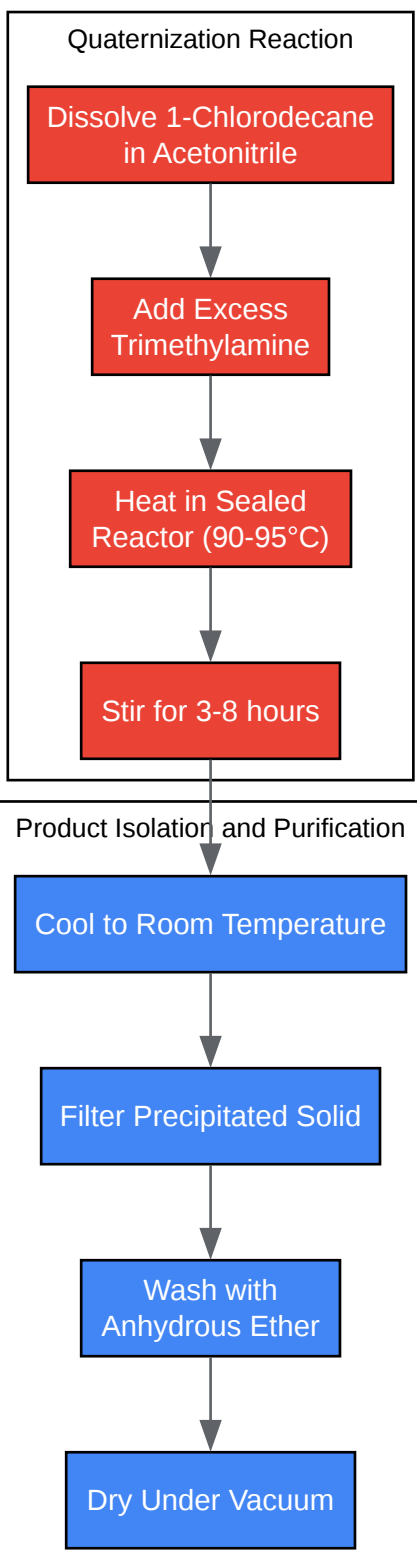 Quaternization Reaction
Dissolve 1-Chlorodecane
in Acetonitrile
Add Excess
Trimethylamine
Heat in Sealed
Reactor (90-95°C)
Stir for 3-8 hours
Product Isolation and Purification
Cool to Room Temperature
Filter Precipitated Solid
Wash with
Anhydrous Ether
Dry Under Vacuum